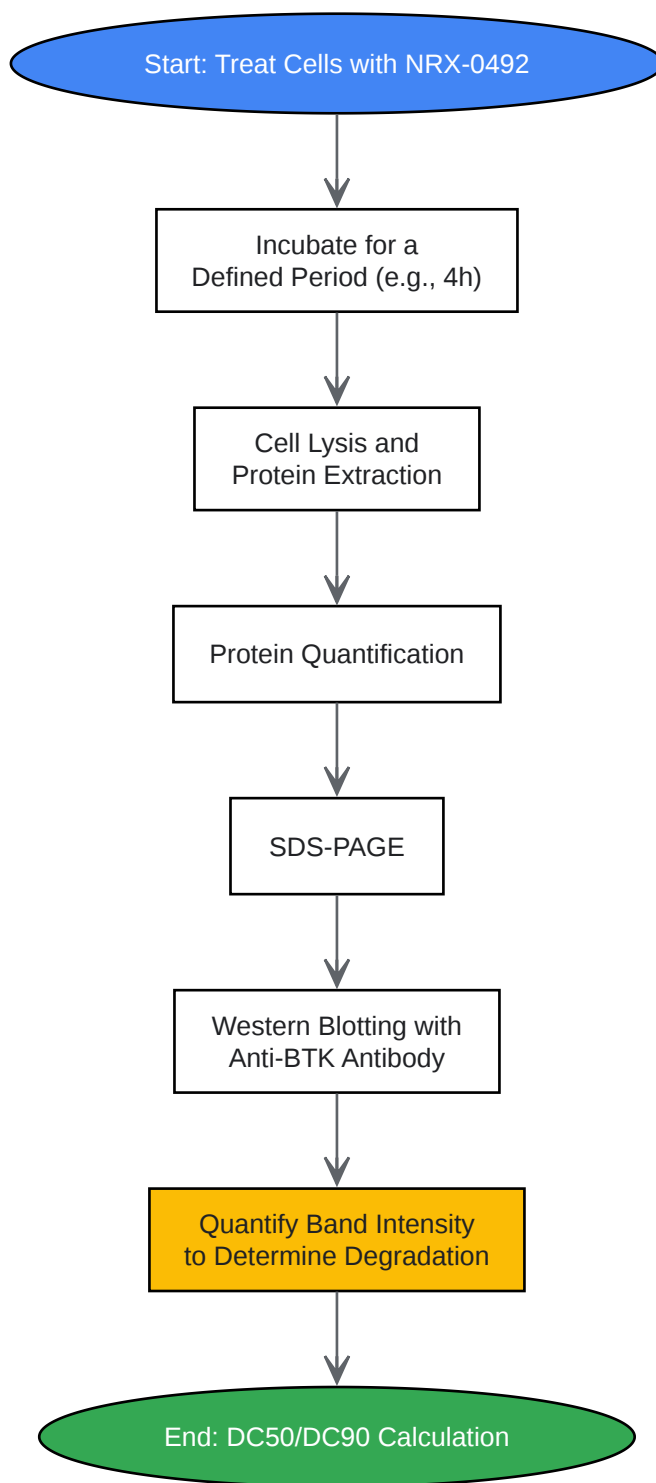 Start: Treat Cells with NRX-0492
Incubate for a
Defined Period (e.g., 4h)
Cell Lysis and
Protein Extraction
Protein Quantification
SDS-PAGE
Western Blotting with
Anti-BTK Antibody
Quantify Band Intensity
to Determine Degradation
End: DC50/DC90 Calculation